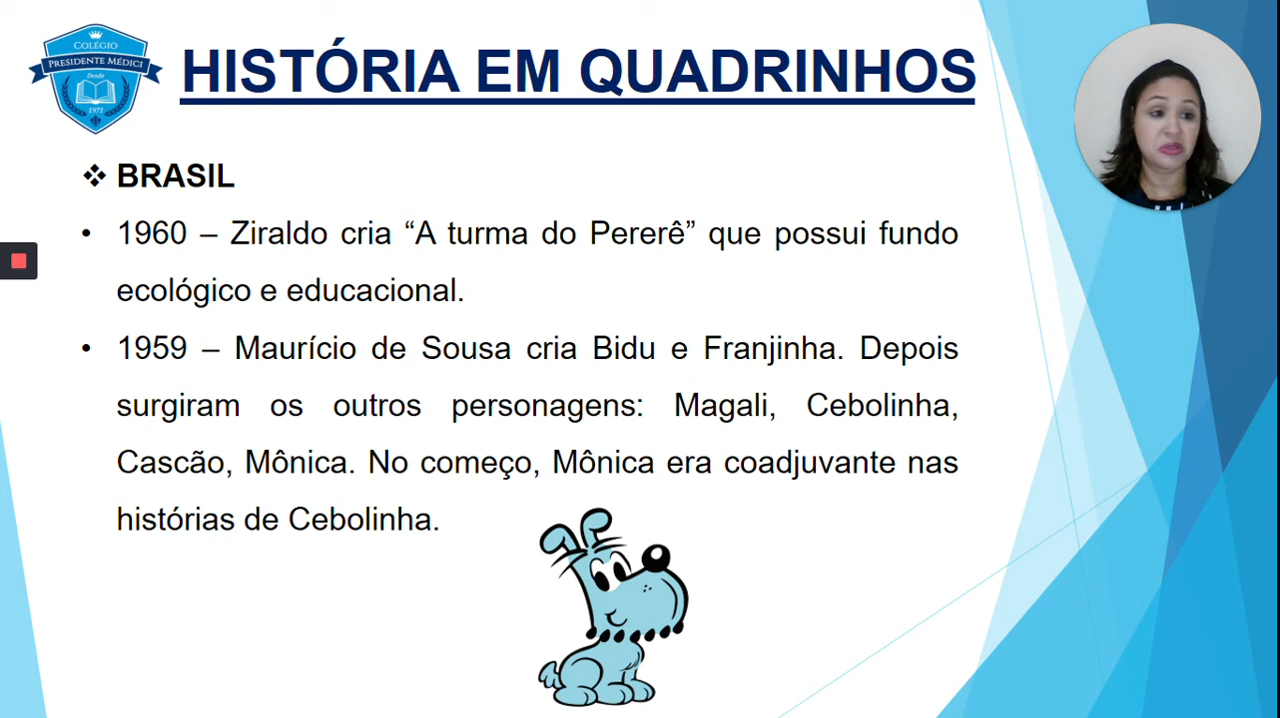 COLÉGIO
PRESIDENTE MÉDICI
Desde
1971
HISTÓRIA EM QUADRINHOS
❖ BRASIL
• 1960 – Ziraldo cria “A turma do Pererê” que possui fundo
ecológico e educacional.
• 1959 – Maurício de Sousa cria Bidu e Franjinha. Depois
surgiram os outros personagens: Magali, Cebolinha,
Cascão, Mônica. No começo, Mônica era coadjuvante nas
histórias de Cebolinha.